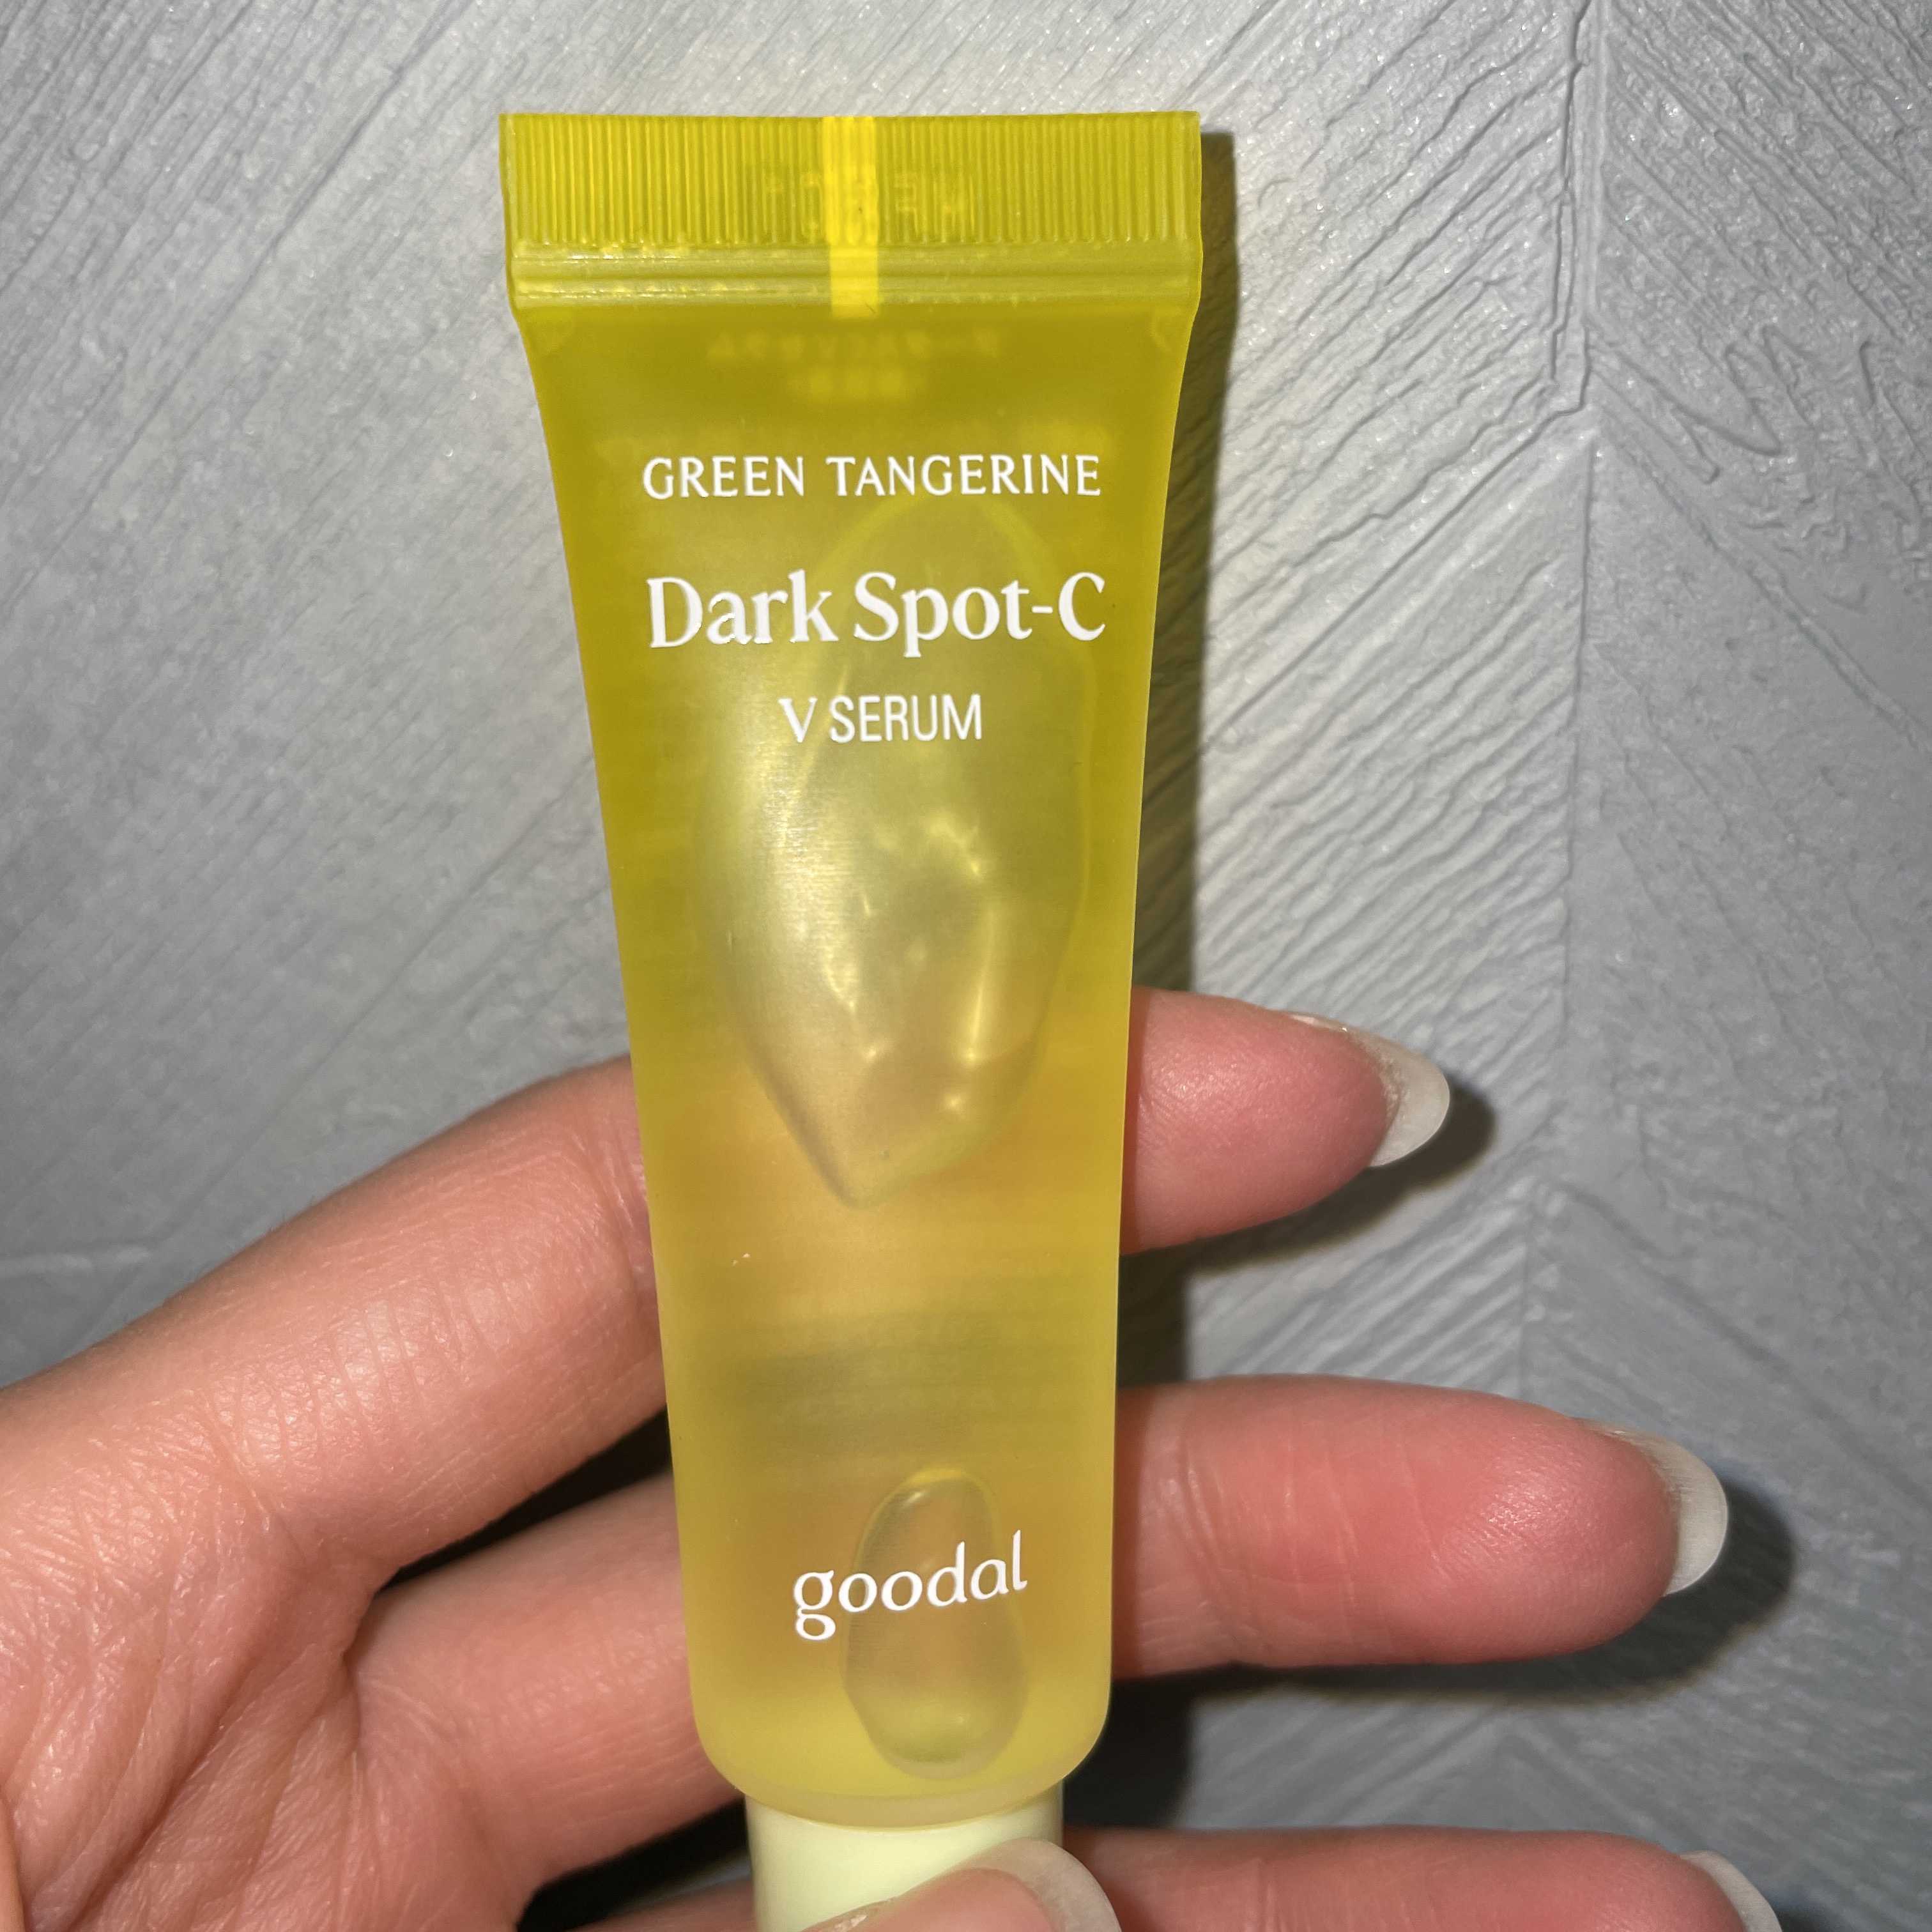 GREEN TANGERINE
Dark Spot-C
V SERUM
goodal